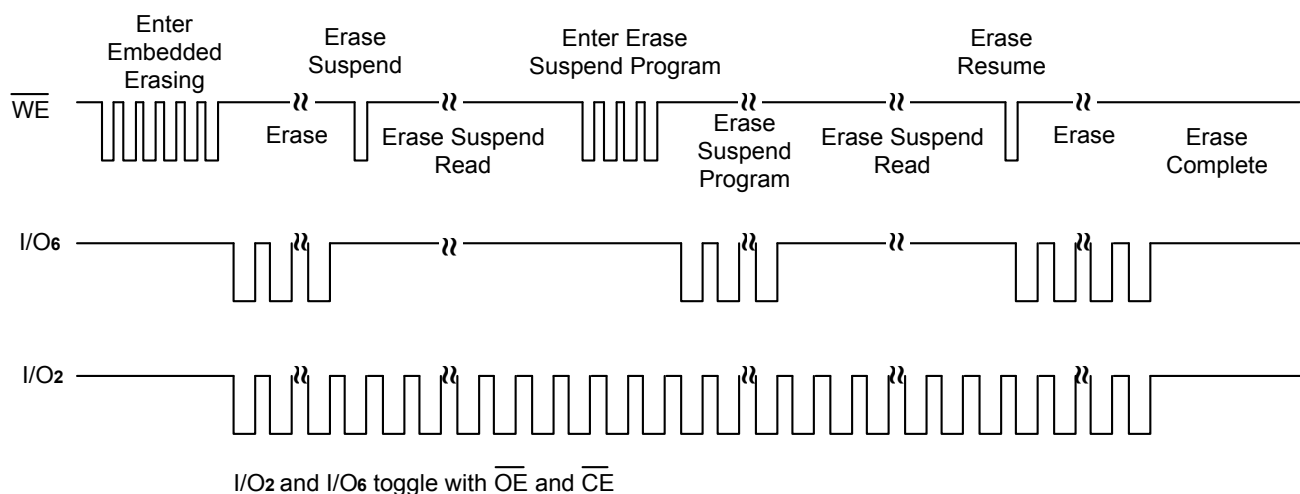 Enter
Embedded
Erasing
Erase
Suspend
Enter Erase
Suspend Program
Erase
Resume
WE
Erase
Erase Suspend
Read
Erase
Suspend
Program
Erase Suspend
Read
Erase
Erase
Complete
I/O6
I/O2
I/O2 and I/O6 toggle with OE and CE